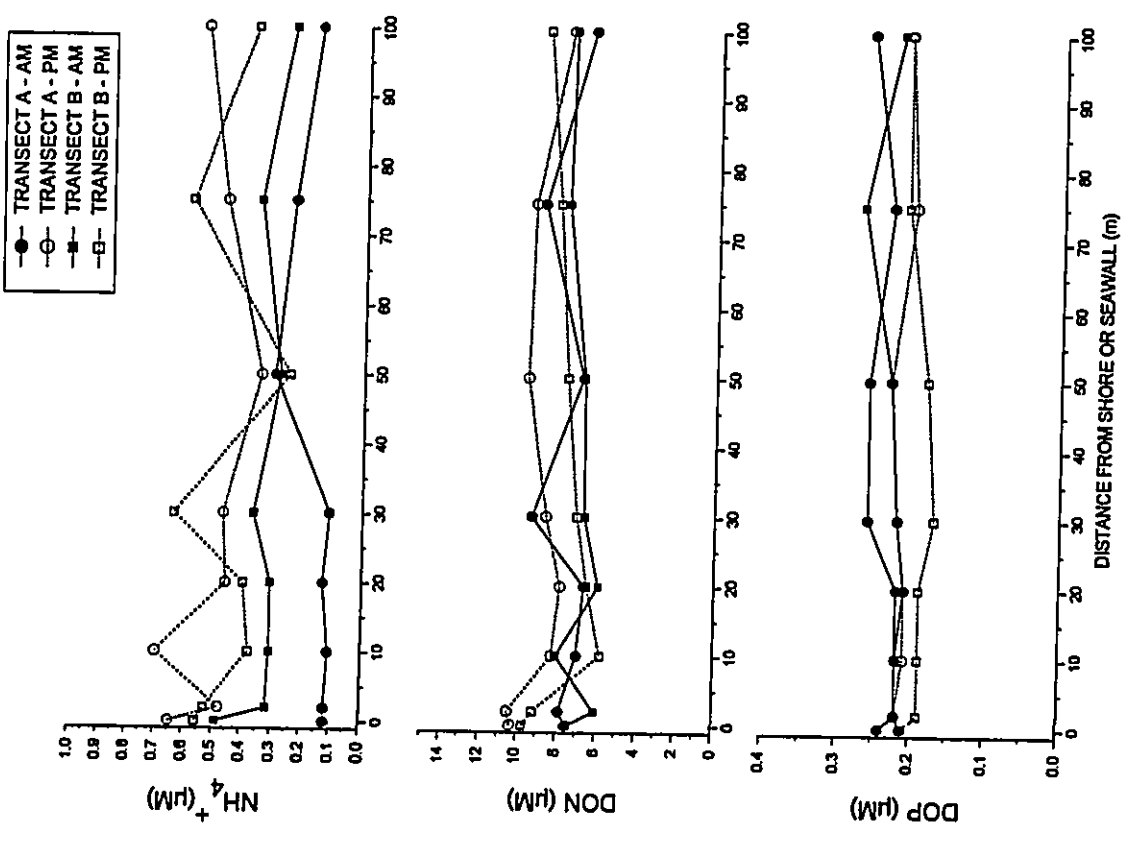 TRANSECT A - AM
TRANSECT A - PM
TRANSECT B - AM
TRANSECT B - PM
NH4+ (µM)
1.0
0.9
0.8
0.7
0.6
0.5
0.4
0.3
0.2
0.1
0.0
0 10 20 30 40 50 60 70 80 90 100
DON (µM)
14
12
10
8
6
4
2
0
0 10 20 30 40 50 60 70 80 90 100
DOP (µM)
0.4
0.3
0.2
0.1
0.0
0 10 20 30 40 50 60 70 80 90 100
DISTANCE FROM SHORE OR SEAWALL (m)